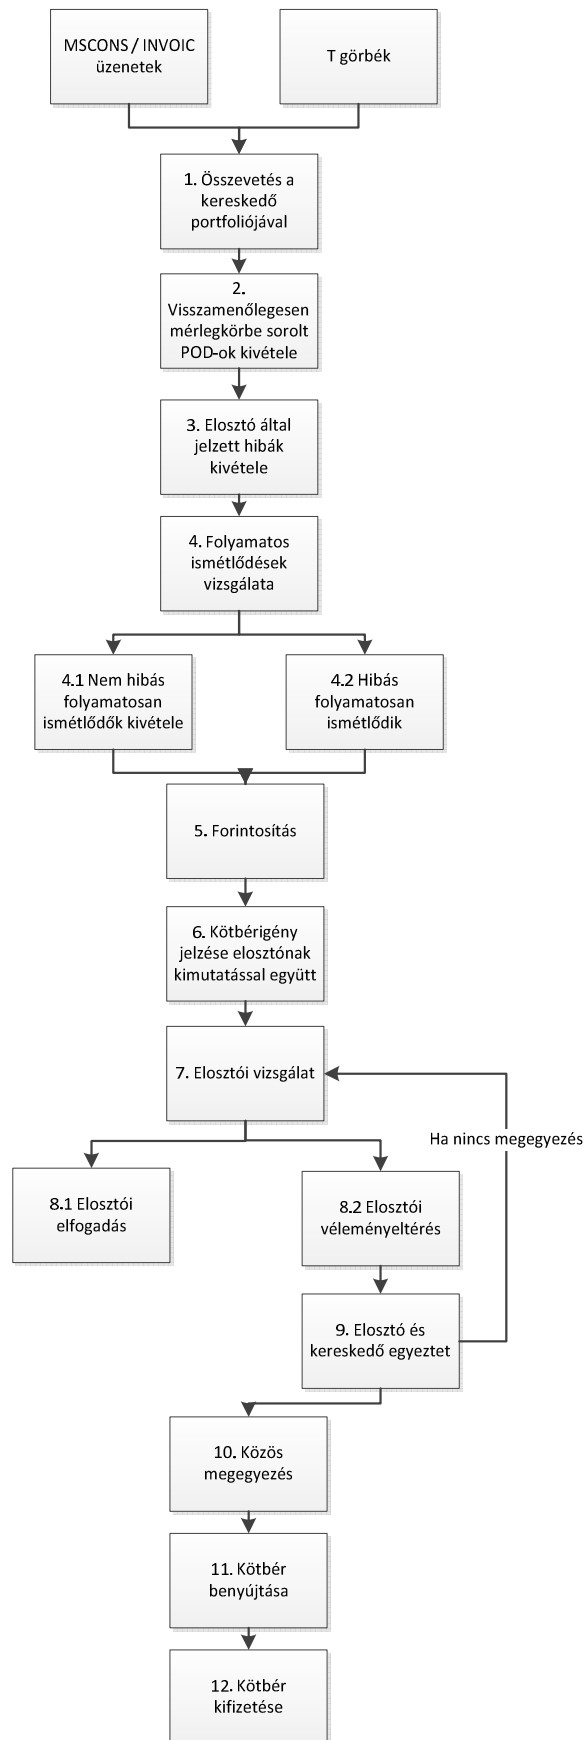 MSCONS / INVOIC
üzenetek
T görbék
1. Összevetés a
kereskedő
portfoliójával
2.
Visszamenőlegesen
mérlegkörbe sorolt
POD-ok kivétele
3. Elosztó által
jelzett hibák
kivétele
4. Folyamatos
ismétlődések
vizsgálata
4.1 Nem hibás
folyamatosan
ismétlődők kivétele
4.2 Hibás
folyamatosan
ismétlődik
5. Forintosítás
6. Kötbérigény
jelzése elosztónak
kimutatással együtt
7. Elosztói vizsgálat
Ha nincs megegyezés
8.1 Elosztói
elfogadás
8.2 Elosztói
véleményeltérés
9. Elosztó és
kereskedő egyeztet
10. Közös
megegyezés
11. Kötbér
benyújtása
12. Kötbér
kifizetése